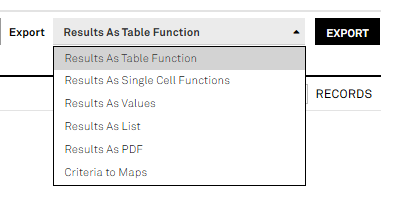 Export Results As Table Function EXPORT
Results As Table Function
Results As Single Cell Functions
RECORDS
Results As Values
Results As List
Results As PDF
Criteria to Maps